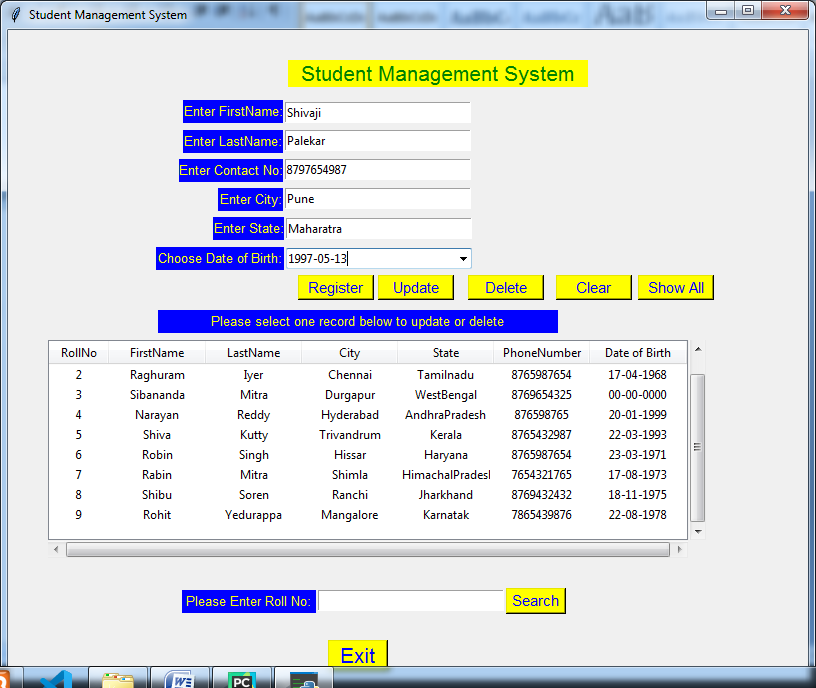 Student Management System
Student Management System
Enter FirstName: Shivaji
Enter LastName: Palekar
Enter Contact No: 8797654987
Enter City: Pune
Enter State: Maharatra
Choose Date of Birth: 1997-05-13
Register Update Delete Clear Show All
Please select one record below to update or delete
RollNo FirstName LastName City State PhoneNumber Date of Birth
2 Raghuram Iyer Chennai Tamilnadu 8765987654 17-04-1968
3 Sibananda Mitra Durgapur WestBengal 8769654325 00-00-0000
4 Narayan Reddy Hyderabad AndhraPradesh 876598765 20-01-1999
5 Shiva Kutty Trivandrum Kerala 8765432987 22-03-1993
6 Robin Singh Hissar Haryana 8765987654 23-03-1971
7 Rabin Mitra Shimla HimachalPradesl 7654321765 17-08-1973
8 Shibu Soren Ranchi Jharkhand 8769432432 18-11-1975
9 Rohit Yedurappa Mangalore Karnatak 7865439876 22-08-1978
Please Enter Roll No: Search
Exit
W PC